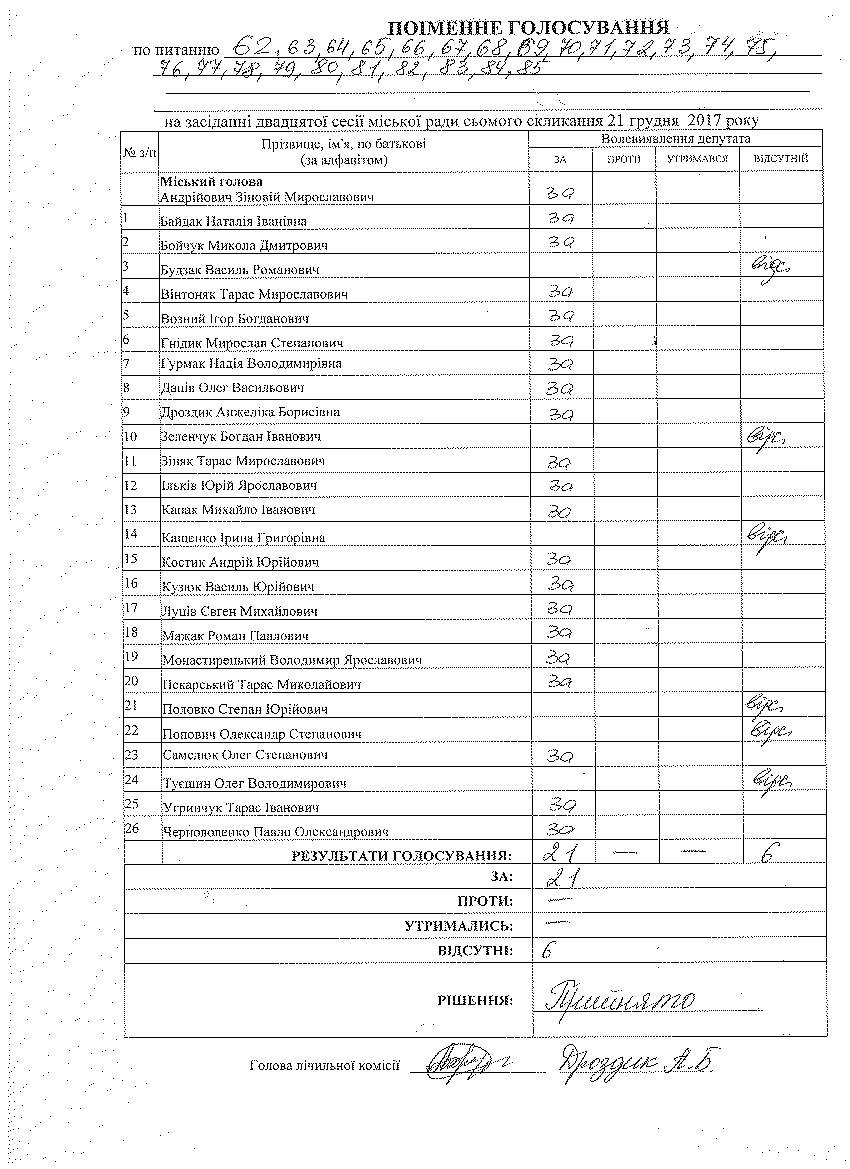 ПОІМЕННЕ ГОЛОСУВАННЯ
по питанню 62, 63, 64, 65, 66, 67, 68, 69, 70, 71, 72, 73, 74, 75,
76, 77, 78, 79, 80, 81, 82, 83, 84, 85
на засіданні двадцятої сесії міської ради сьомого скликання 21 грудня 2017 року
№ з/п Прізвище, ім'я, по батькові (за алфавітом) Волевиявлення депутата
ЗА ПРОТИ УТРИМАВСЯ ВІДСУТНІЙ
Міський голова
Андрійович Зіновій Мирославович за
1 Байдак Наталія Іванівна за
2 Бойчук Микола Дмитрович за
3 Будзак Василь Романович відс.
4 Вінтоняк Тарас Мирославович за
5 Возний Ігор Богданович за
6 Гнідик Мирослав Степанович за
7 Гурмак Надія Володимирівна за
8 Даців Олег Васильович за
9 Дроздик Анжеліка Борисівна за
10 Зеленчук Богдан Іванович відс.
11 Зіняк Тарас Мирославович за
12 Ільків Юрій Ярославович за
13 Капак Михайло Іванович за
14 Кащенко Ірина Григорівна відс.
15 Костик Андрій Юрійович за
16 Кузюк Василь Юрійович за
17 Луців Євген Михайлович за
18 Мажак Роман Павлович за
19 Монастирецький Володимир Ярославович за
20 Пекарський Тарас Миколайович за
21 Половко Степан Юрійович відс.
22 Попович Олександр Степанович відс.
23 Самелюк Олег Степанович за
24 Туєшин Олег Володимирович відс.
25 Угринчук Тарас Іванович за
26 Черноволенко Павло Олександрович за
РЕЗУЛЬТАТИ ГОЛОСУВАННЯ: 21 — — 6
ЗА: 21
ПРОТИ: —
УТРИМАЛИСЬ: —
ВІДСУТНІ: 6
РІШЕННЯ: Прийнято
Голова лічильної комісії Дроздик А.Б.